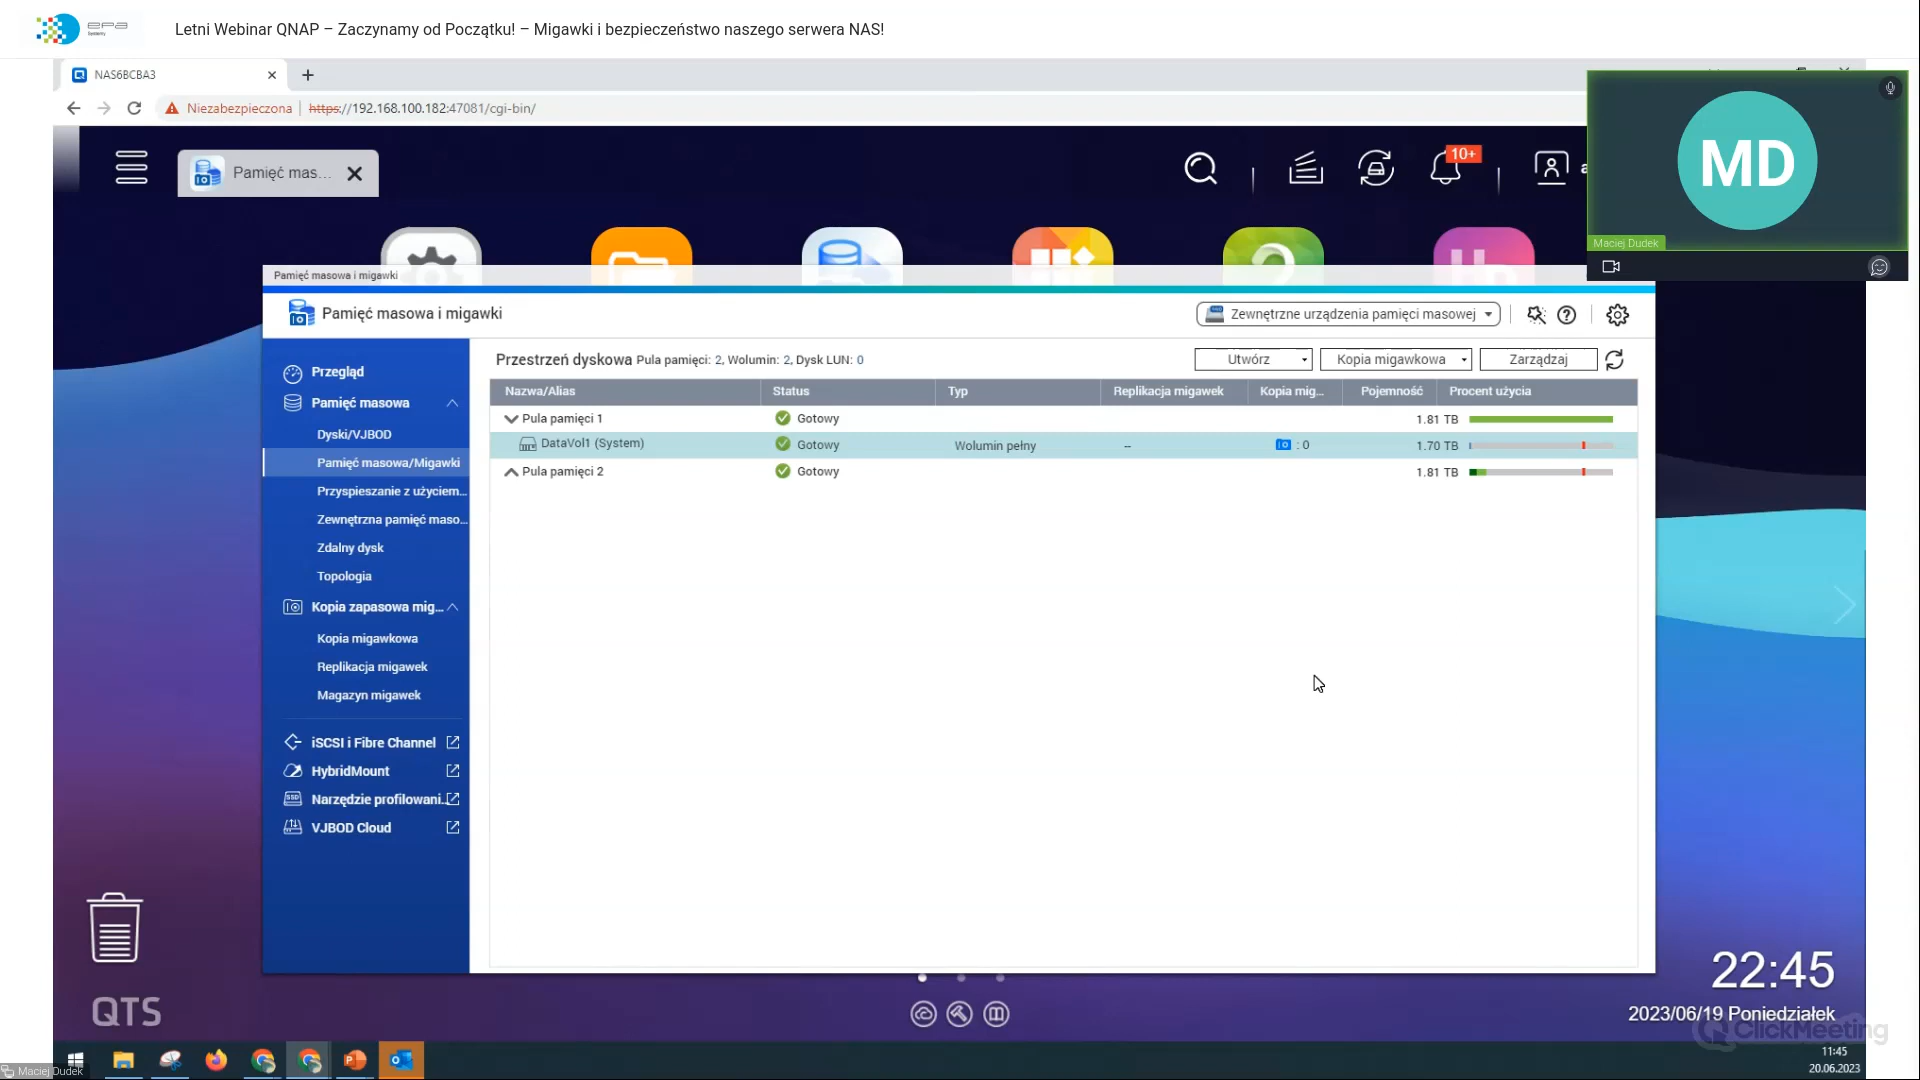 epa
Systemy
Letni Webinar QNAP – Zaczynamy od Początku! – Migawki i bezpieczeństwo naszego serwera NAS!
NAS6BCBA3
Niezabezpieczona
https://192.168.100.182:47081/cgi-bin/
Pamięć mas...
10+
MD
Maciej Dudek
Pamięć masowa i migawki
Pamięć masowa i migawki
Zewnętrzne urządzenia pamięci masowej
Przegląd
Pamięć masowa
Dyski/VJBOD
Pamięć masowa/Migawki
Przyspieszanie z użyciem...
Zewnętrzna pamięć maso...
Zdalny dysk
Topologia
Kopia zapasowa mig...
Kopia migawkowa
Replikacja migawek
Magazyn migawek
iSCSI i Fibre Channel
HybridMount
Narzędzie profilowani...
VJBOD Cloud
Przestrzeń dyskowa Pula pamięci: 2, Wolumin: 2, Dysk LUN: 0
Utwórz
Kopia migawkowa
Zarządzaj
Nazwa/Alias Status Typ Replikacja migawek Kopia mig... Pojemność Procent użycia
Pula pamięci 1 Gotowy 1.81 TB
DataVol1 (System) Gotowy Wolumin pełny -- : 0 1.70 TB
Pula pamięci 2 Gotowy 1.81 TB
QTS
22:45
2023/06/19 Poniedziałek
ClickMeeting
11:45
20.06.2023
Maciej Dudek